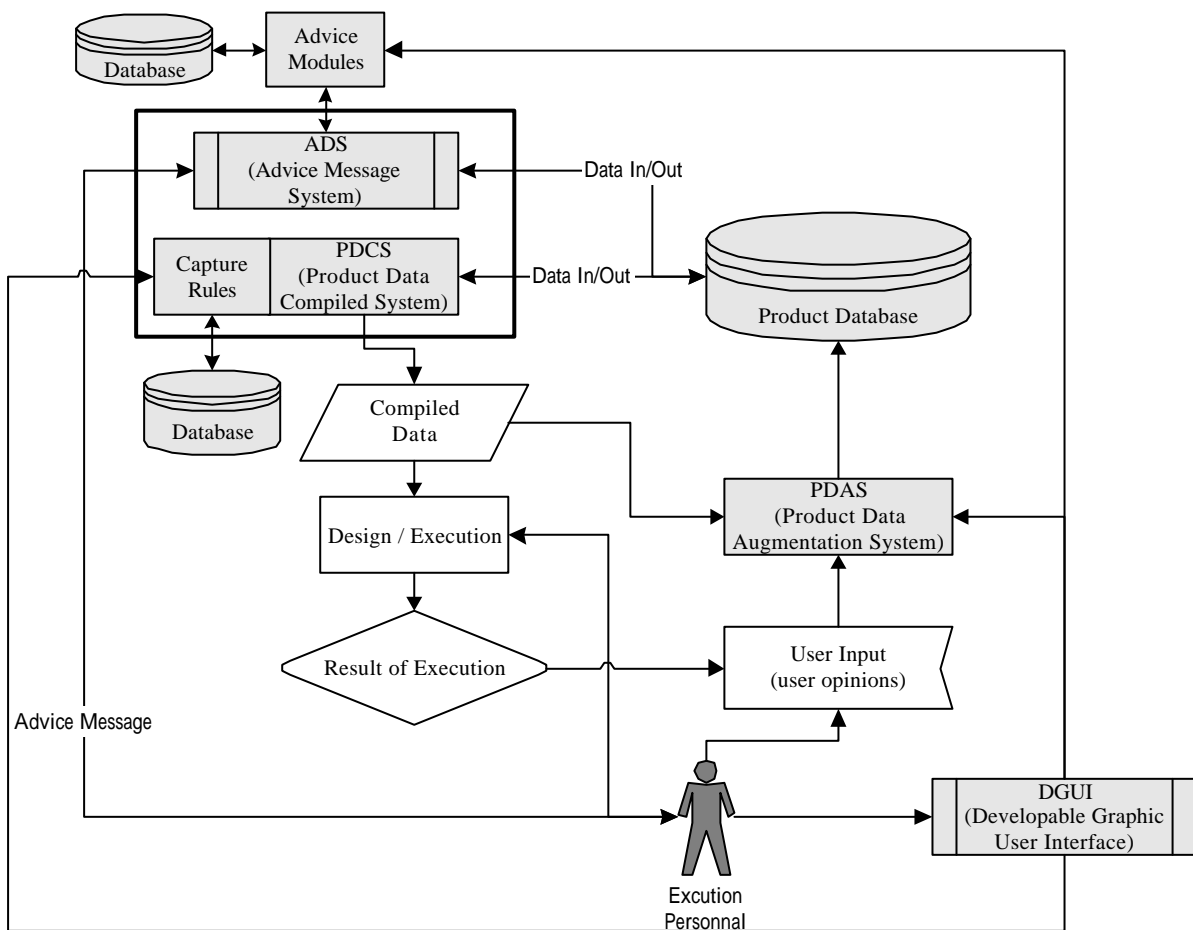 Database
Advice
Modules
ADS
(Advice Message
System)
Data In/Out
Capture
Rules
PDCS
(Product Data
Compiled System)
Data In/Out
Product Database
Database
Compiled
Data
PDAS
(Product Data
Augmentation System)
Design / Execution
Result of Execution
User Input
(user opinions)
Advice Message
DGUI
(Developable Graphic
User Interface)
Excution
Personnal